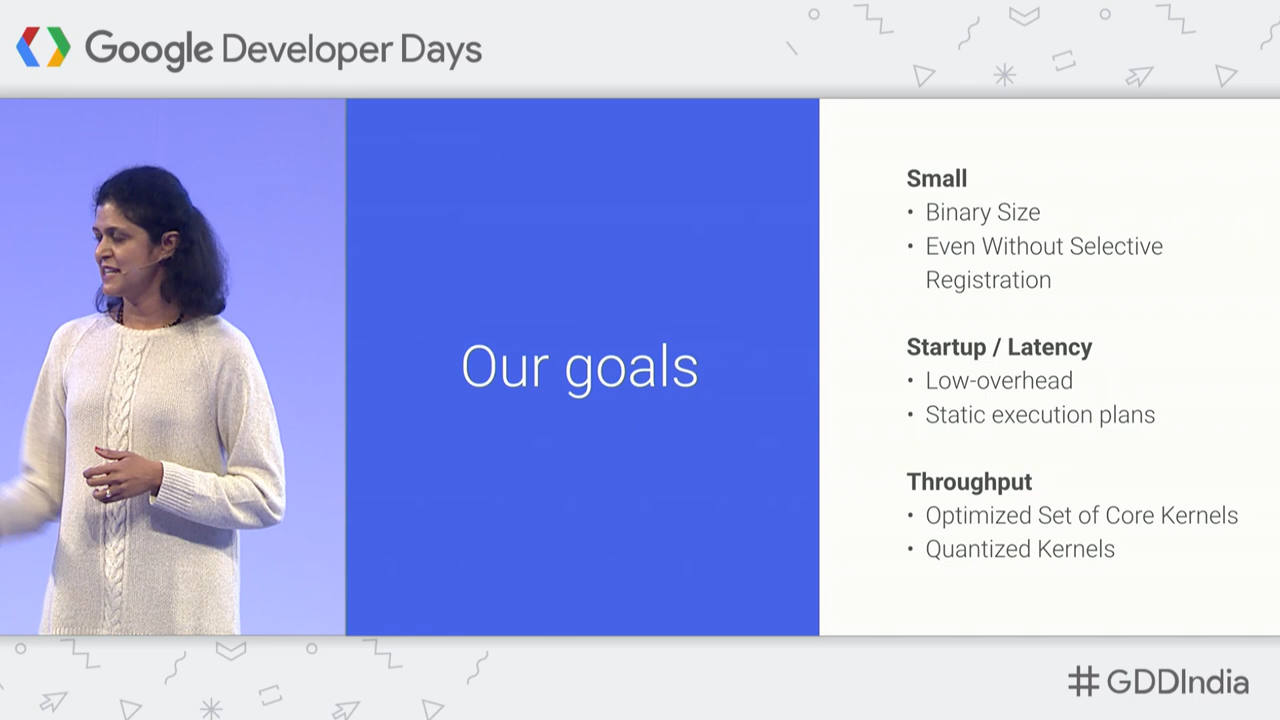 Google Developer Days
Our goals
Small
• Binary Size
• Even Without Selective
Registration
Startup / Latency
• Low-overhead
• Static execution plans
Throughput
• Optimized Set of Core Kernels
• Quantized Kernels
#GDDIndia